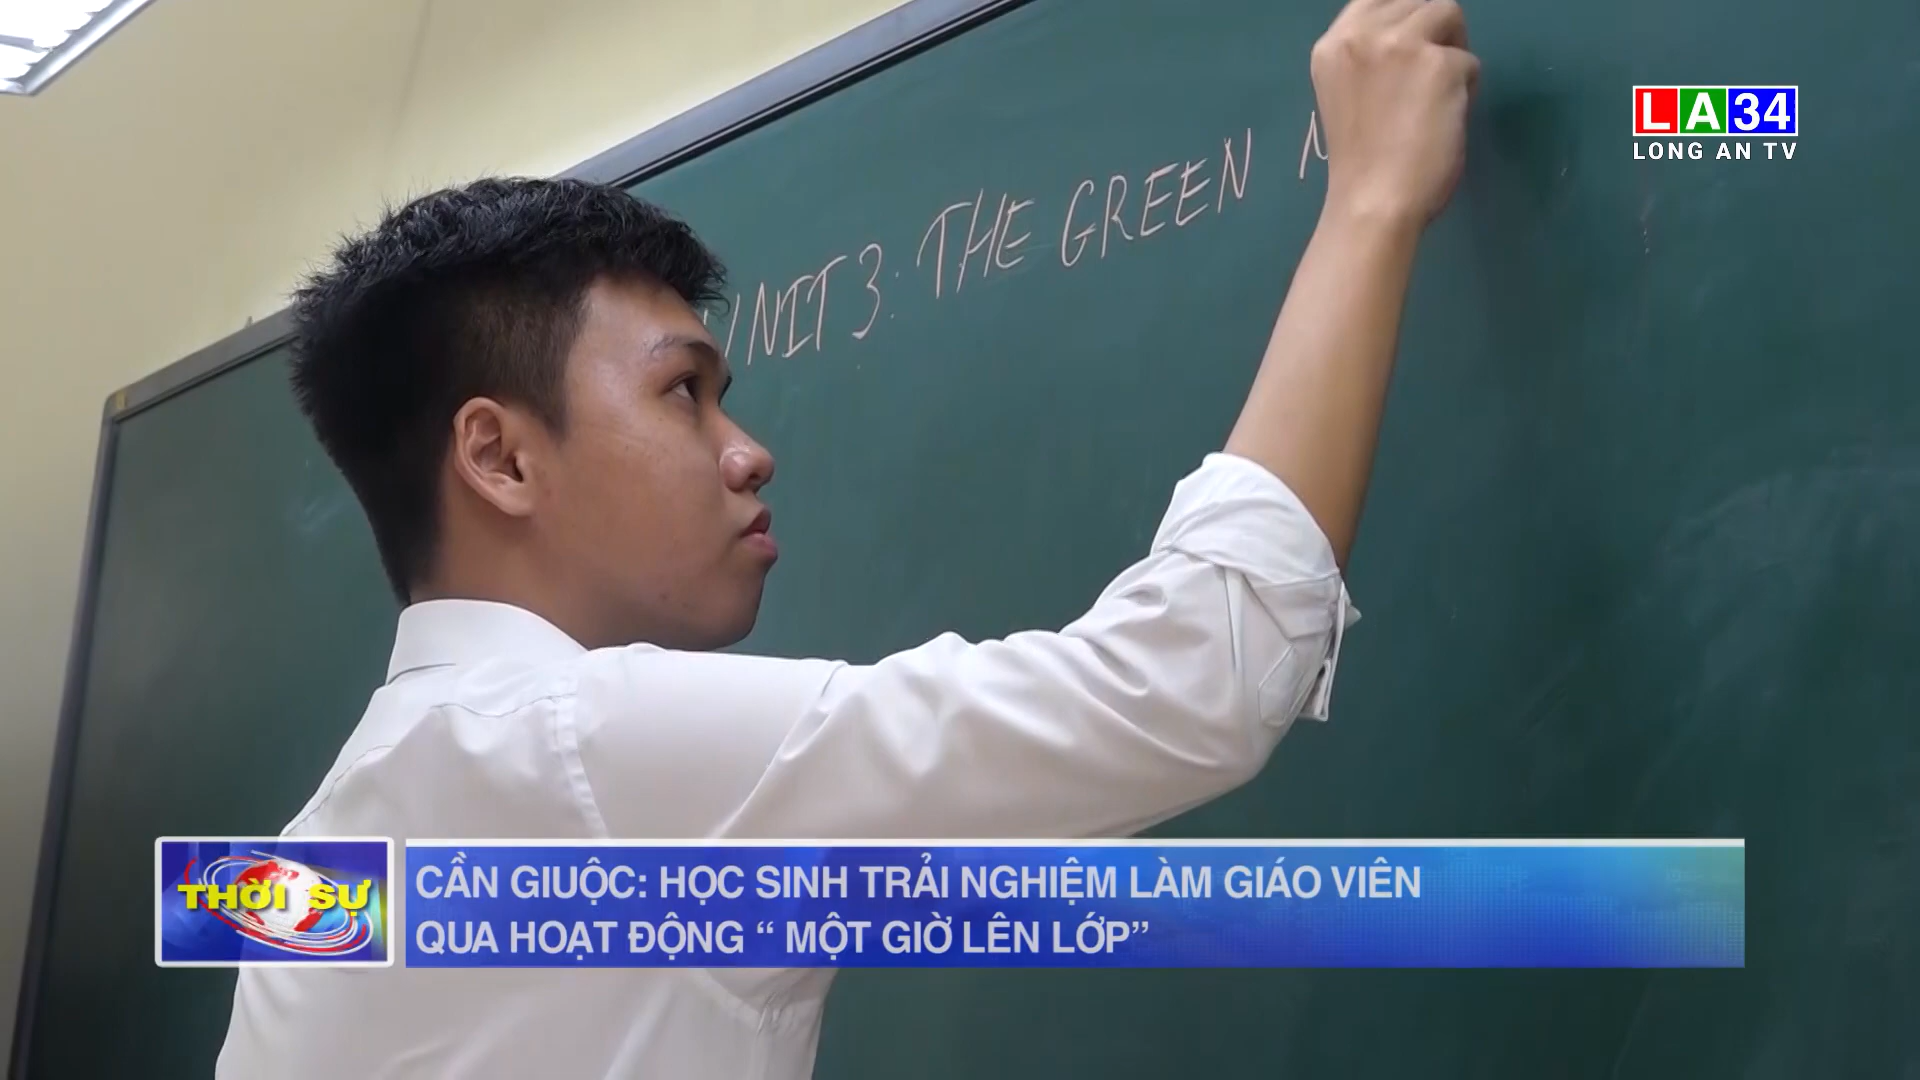 LA34
LONG AN TV
UNIT 3: THE GREEN
THỜI SỰ
CẦN GIUỘC: HỌC SINH TRẢI NGHIỆM LÀM GIÁO VIÊN
QUA HOẠT ĐỘNG “ MỘT GIỜ LÊN LỚP”